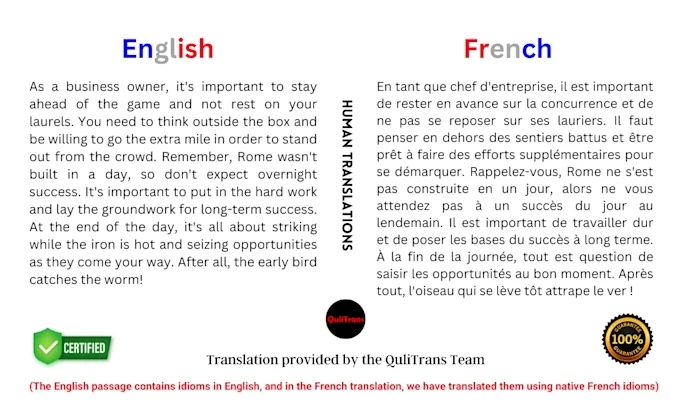 English
As a business owner, it's important to stay
ahead of the game and not rest on your
laurels. You need to think outside the box and
be willing to go the extra mile in order to stand
out from the crowd. Remember, Rome wasn't
built in a day, so don't expect overnight
success. It's important to put in the hard work
and lay the groundwork for long-term success.
At the end of the day, it's all about striking
while the iron is hot and seizing opportunities
as they come your way. After all, the early bird
catches the worm!
HUMAN TRANSLATIONS
French
En tant que chef d'entreprise, il est important
de rester en avance sur la concurrence et de
ne pas se reposer sur ses lauriers. Il faut
penser en dehors des sentiers battus et être
prêt à faire des efforts supplémentaires pour
se démarquer. Rappelez-vous, Rome ne s'est
pas construite en un jour, alors ne vous
attendez pas à un succès du jour au
lendemain. Il est important de travailler dur
et de poser les bases du succès à long terme.
À la fin de la journée, tout est question de
saisir les opportunités au bon moment. Après
tout, l'oiseau qui se lève tôt attrape le ver !
QuliTrans
CERTIFIED
GUARANTEE
100%
GUARANTEE
Translation provided by the QuliTrans Team
(The English passage contains idioms in English, and in the French translation, we have translated them using native French idioms)